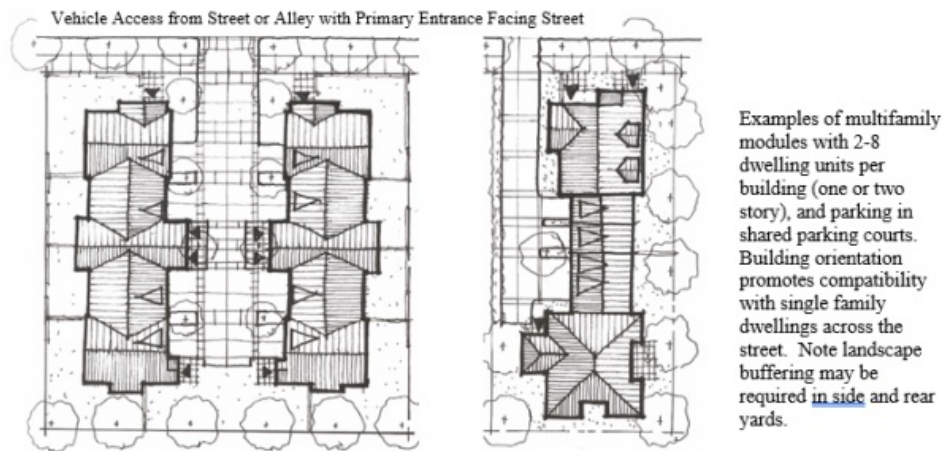 Vehicle Access from Street or Alley with Primary Entrance Facing Street
Examples of multifamily
modules with 2-8
dwelling units per
building (one or two
story), and parking in
shared parking courts.
Building orientation
promotes compatibility
with single family
dwellings across the
street. Note landscape
buffering may be
required in side and rear
yards.